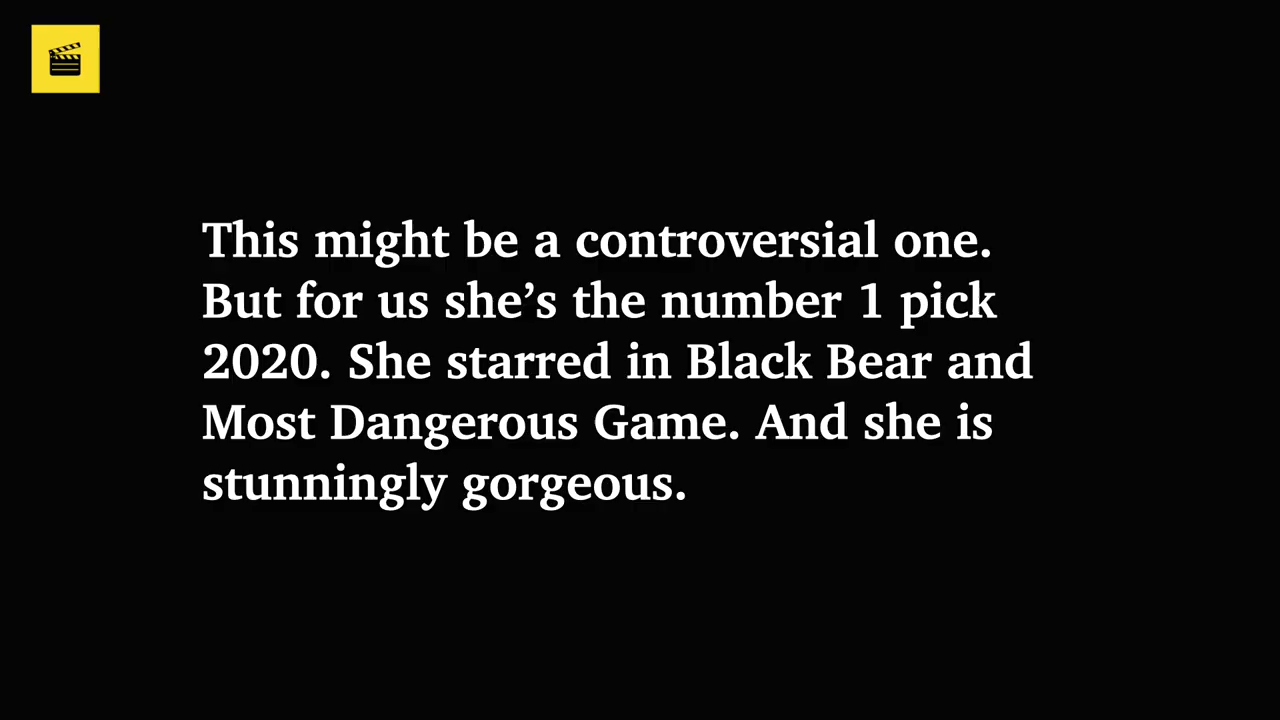 This might be a controversial one.
But for us she’s the number 1 pick
2020. She starred in Black Bear and
Most Dangerous Game. And she is
stunningly gorgeous.